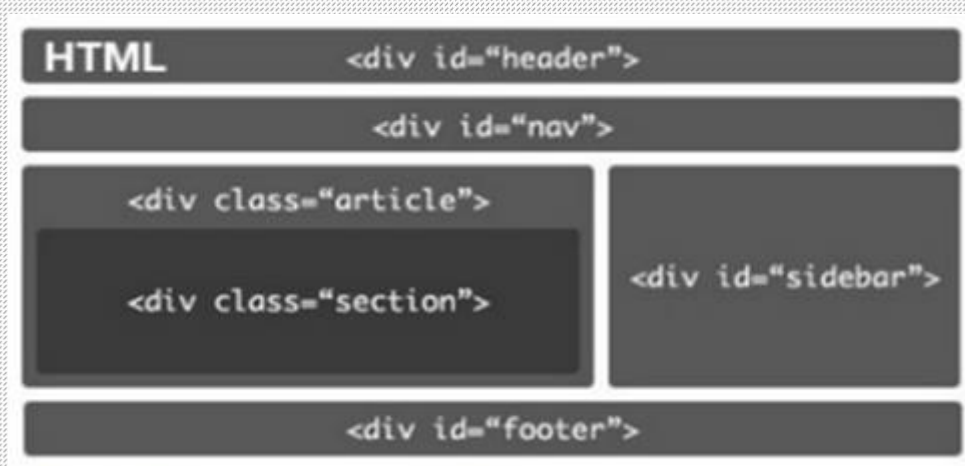 HTML <div id=“header”>
<div id=“nav”>
<div class=“article”>
<div class=“section”>
<div id=“sidebar”>
<div id=“footer”>